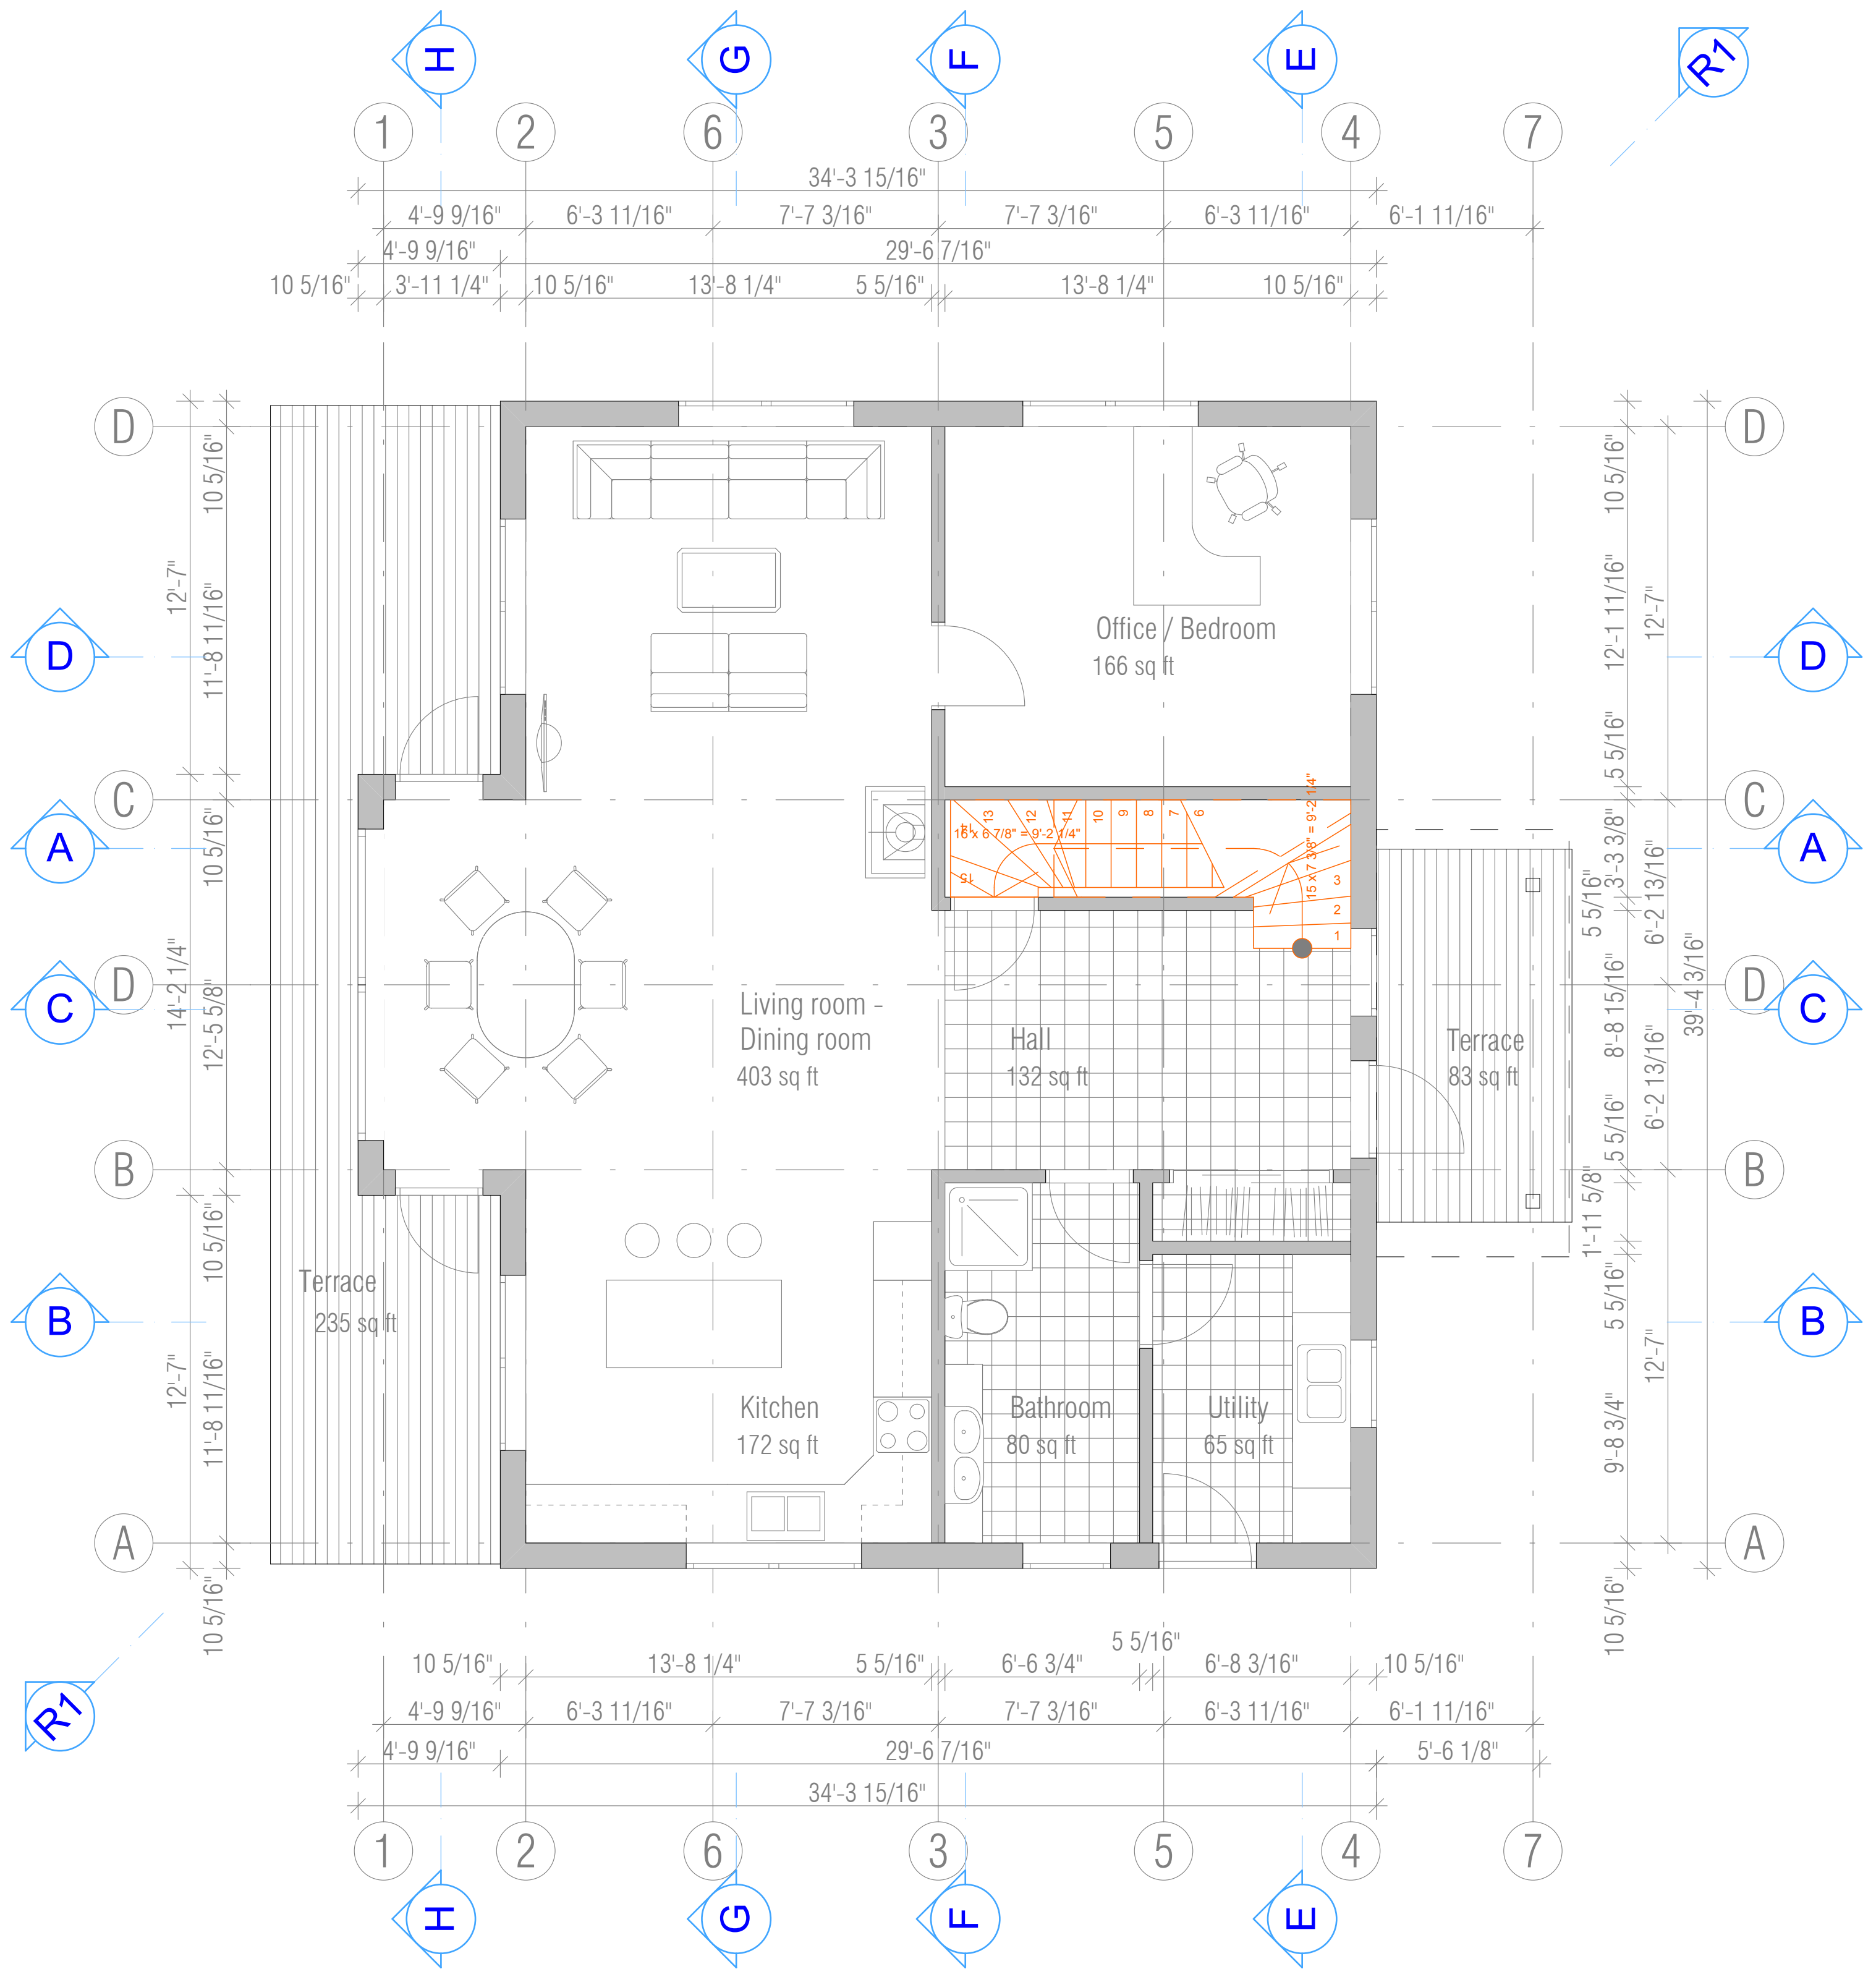 H G F E R1
1 2 6 3 5 4 7
34'-3 15/16"
4'-9 9/16" 6'-3 11/16" 7'-7 3/16" 7'-7 3/16" 6'-3 11/16" 6'-1 11/16"
4'-9 9/16" 29'-6 7/16"
10 5/16" 3'-11 1/4" 10 5/16" 13'-8 1/4" 5 5/16" 13'-8 1/4" 10 5/16"
D D
C C
D D
B B
A A
D D
A A
C C
B B
12'-7"
14'-2 1/4"
12'-7"
10 5/16"
11'-8 11/16"
10 5/16"
12'-5 5/8"
10 5/16"
11'-8 11/16"
10 5/16"
Office / Bedroom
166 sq ft
13 12 11 10 9 8 7 6
14
16 x 6 7/8" = 9'-2 1/4"
15
15 x 7 3/8" = 9'-2 1/4"
3
2
1
Living room -
Dining room
403 sq ft
Hall
132 sq ft
Terrace
83 sq ft
Terrace
235 sq ft
Kitchen
172 sq ft
Bathroom
80 sq ft
Utility
65 sq ft
10 5/16"
12'-1 11/16"
5 5/16"
3'-3 3/8"
5 5/16"
8'-8 15/16"
5 5/16"
1'-11 5/8"
5 5/16"
9'-8 3/4"
10 5/16"
12'-7"
6'-2 13/16"
6'-2 13/16"
12'-7"
39'-4 3/16"
5 5/16"
10 5/16" 13'-8 1/4" 5 5/16" 6'-6 3/4" 6'-8 3/16" 10 5/16"
4'-9 9/16" 6'-3 11/16" 7'-7 3/16" 7'-7 3/16" 6'-3 11/16" 6'-1 11/16"
4'-9 9/16" 29'-6 7/16" 5'-6 1/8"
34'-3 15/16"
R1
1 2 6 3 5 4 7
H G F E